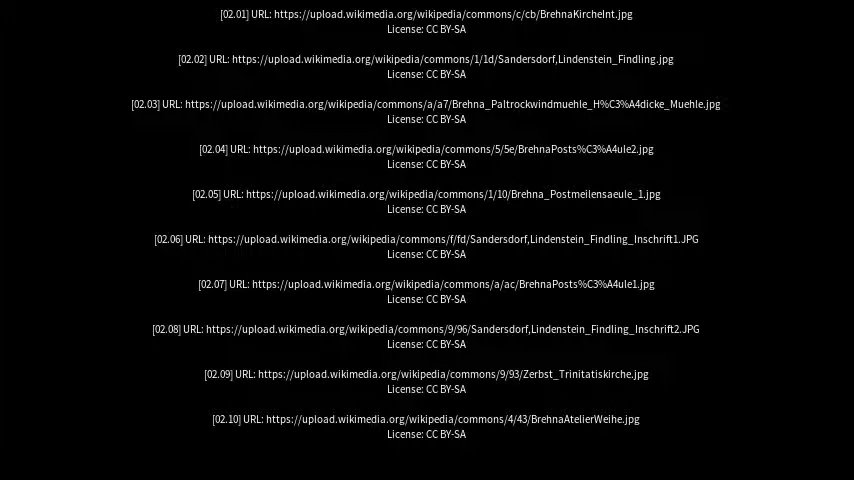 [02.01] URL: https://upload.wikimedia.org/wikipedia/commons/c/cb/BrehnaKircheInt.jpg
License: CC BY-SA
[02.02] URL: https://upload.wikimedia.org/wikipedia/commons/1/1d/Sandersdorf,Lindenstein_Findling.jpg
License: CC BY-SA
[02.03] URL: https://upload.wikimedia.org/wikipedia/commons/a/a7/Brehna_Paltrockwindmuehle_H%C3%A4dicke_Muehle.jpg
License: CC BY-SA
[02.04] URL: https://upload.wikimedia.org/wikipedia/commons/5/5e/BrehnaPosts%C3%A4ule2.jpg
License: CC BY-SA
[02.05] URL: https://upload.wikimedia.org/wikipedia/commons/1/10/Brehna_Postmeilensaeule_1.jpg
License: CC BY-SA
[02.06] URL: https://upload.wikimedia.org/wikipedia/commons/f/fd/Sandersdorf,Lindenstein_Findling_Inschrift1.JPG
License: CC BY-SA
[02.07] URL: https://upload.wikimedia.org/wikipedia/commons/a/ac/BrehnaPosts%C3%A4ule1.jpg
License: CC BY-SA
[02.08] URL: https://upload.wikimedia.org/wikipedia/commons/9/96/Sandersdorf,Lindenstein_Findling_Inschrift2.JPG
License: CC BY-SA
[02.09] URL: https://upload.wikimedia.org/wikipedia/commons/9/93/Zerbst_Trinitatiskirche.jpg
License: CC BY-SA
[02.10] URL: https://upload.wikimedia.org/wikipedia/commons/4/43/BrehnaAtelierWeihe.jpg
License: CC BY-SA